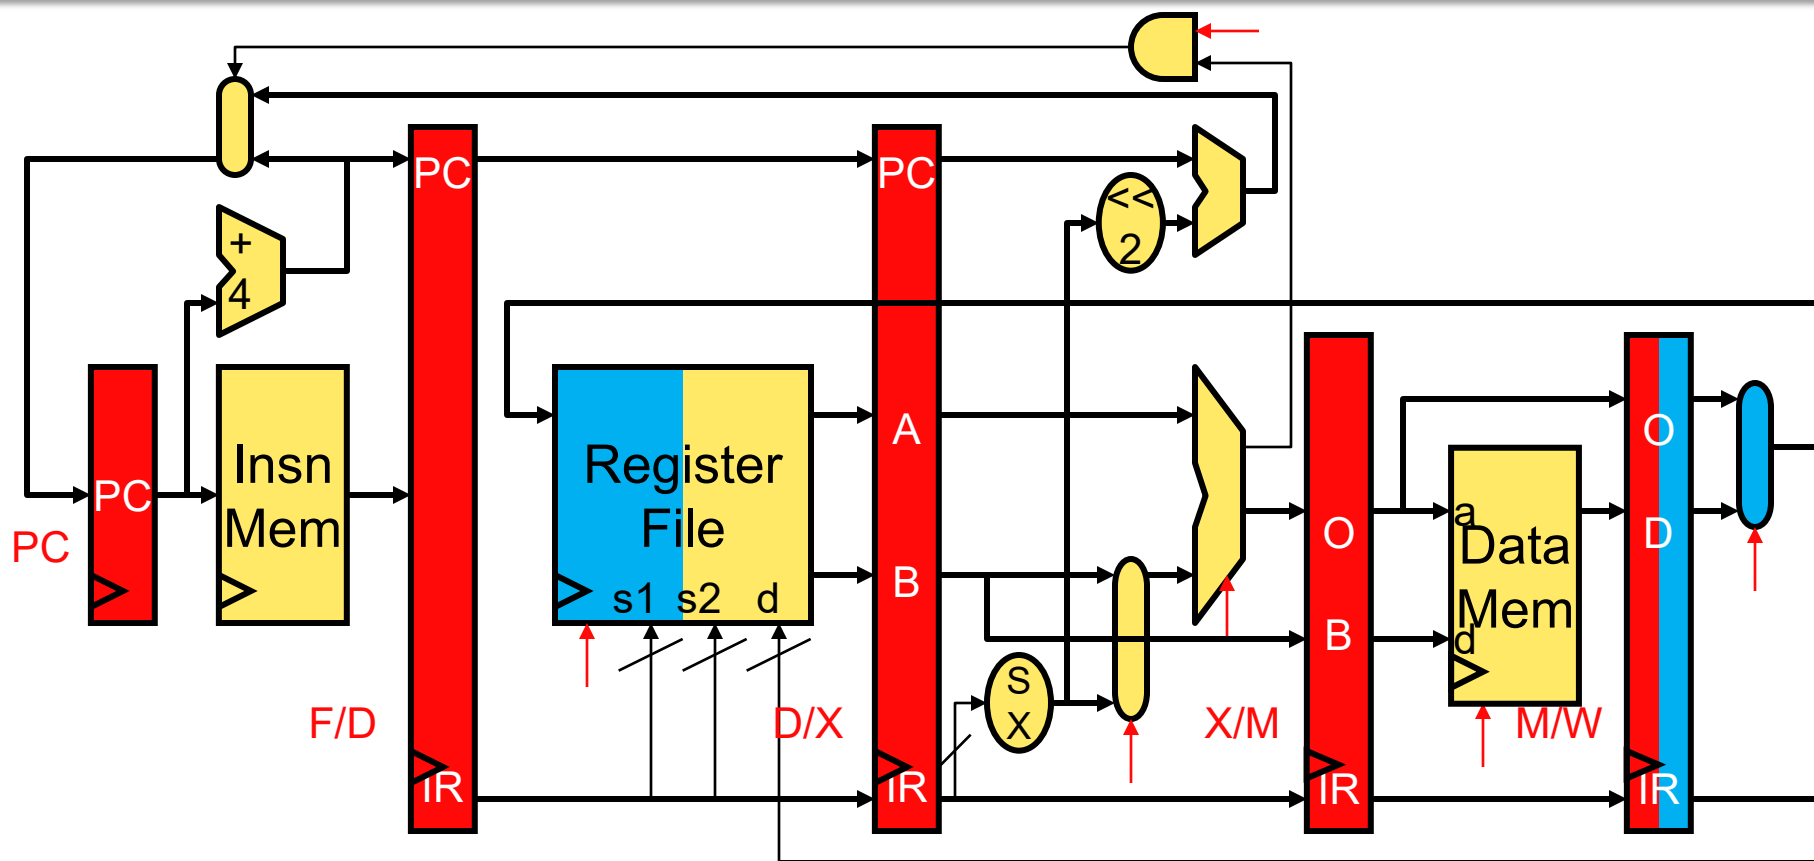 PC
PC
<<
2
+
4
A
O
Insn
Mem
Register
File
PC
PC
a
Data
Mem
d
O
D
B
B
s1 s2 d
S
X
F/D
D/X
X/M
M/W
IR
IR
IR
IR